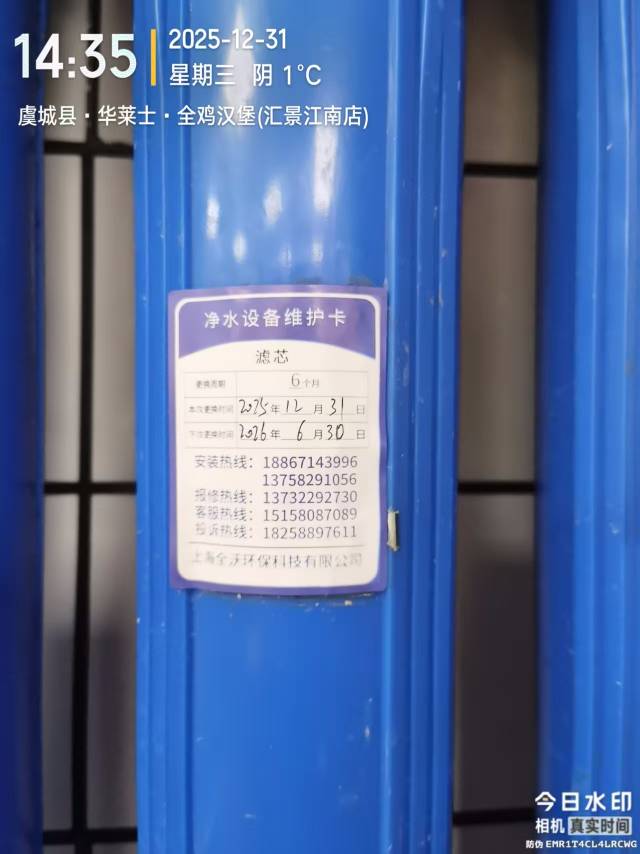 14:35
2025-12-31
星期三 阴 1℃
虞城县·华莱士·全鸡汉堡(汇景江南店)
净水设备维护卡
滤芯
更换周期 6个月
本次更换时间 2025年12月31日
下次更换时间 2026年6月30日
安装热线：18867143996
13758291056
报修热线：13732292730
客服热线：15158087089
投诉热线：18258897611
上海全沃环保科技有限公司
今日水印
相机 真实时间
防伪 EMR1T4CL4LRCWG